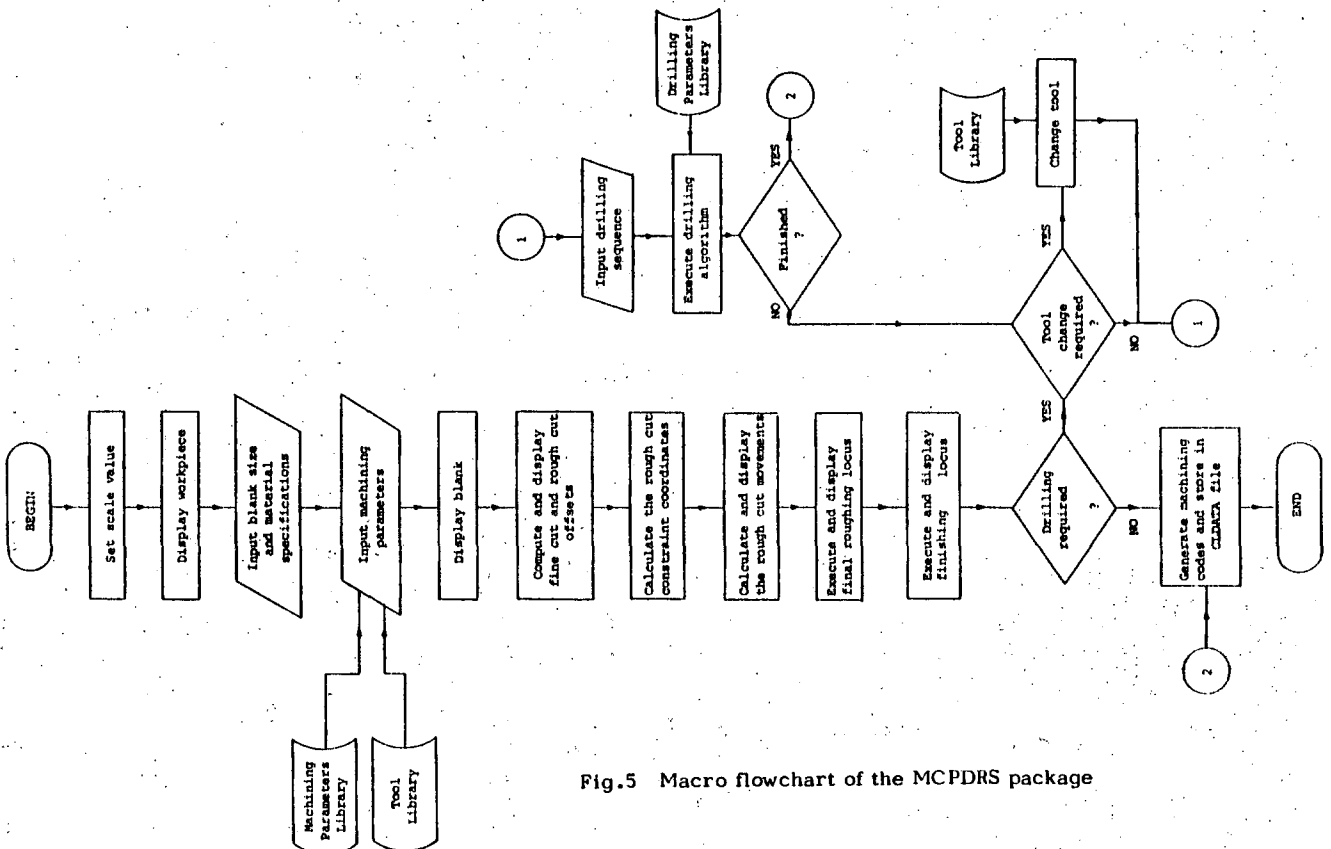 BEGIN
Set scale value
Display workpiece
Input blank size
and material
specifications
Machining
Parameters
Library
Tool
Library
Input machining
parameters
Display blank
Compute and display
fine cut and rough cut
offsets
Calculate the rough cut
constraint coordinates
Calculate and display
the rough cut movements
Execute and display
final roughing locus
Execute and display
finishing locus
Drilling
required
?
YES
NO
Generate machining
codes and store in
CLDATA file
2
END
1
Input drilling
sequence
Drilling
Parameters
Library
Execute drilling
algorithm
Finished
?
YES
2
NO
Tool
change
required
?
YES
NO
Tool
Library
Change tool
1
Fig.5 Macro flowchart of the MCPDRS package